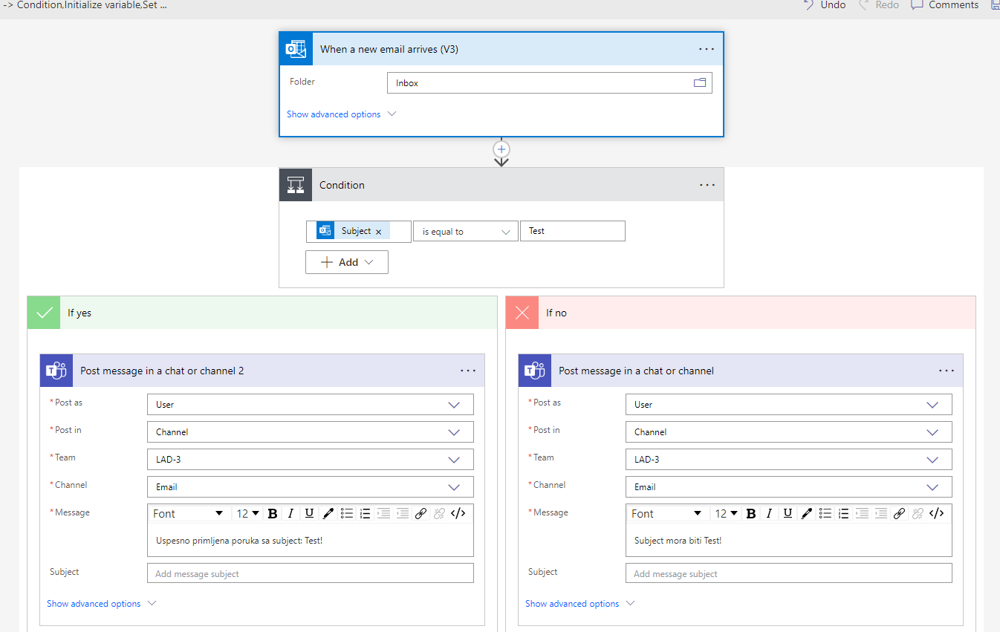 -> Condition,Initialize variable,Set ...
Undo
Redo
Comments
When a new email arrives (V3)
Folder
Inbox
Show advanced options
Condition
Subject
is equal to
Test
Add
If yes
Post message in a chat or channel 2
* Post as
User
* Post in
Channel
* Team
LAD-3
* Channel
Email
* Message
Font
12
B I U
Uspesno primljena poruka sa subject: Test!
Subject
Add message subject
Show advanced options
If no
Post message in a chat or channel
* Post as
User
* Post in
Channel
* Team
LAD-3
* Channel
Email
* Message
Font
12
B I U
Subject mora biti Test!
Subject
Add message subject
Show advanced options